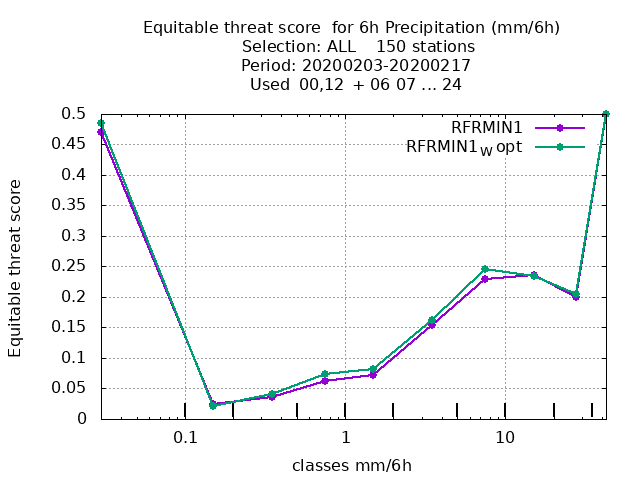 Equitable threat score  for 6h Precipitation (mm/6h)
Selection: ALL    150 stations
Period: 20200203-20200217
Used  00,12  + 06 07 ... 24
RFRMIN1
RFRMIN1W opt
Equitable threat score
0.5
0.45
0.4
0.35
0.3
0.25
0.2
0.15
0.1
0.05
0
0.1 1 10
classes mm/6h